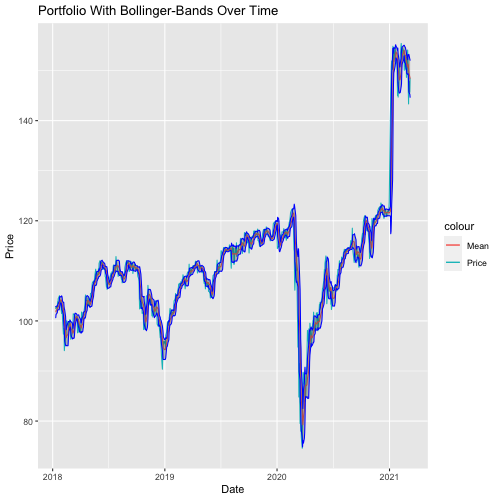 Portfolio With Bollinger-Bands Over Time
Price
140
120
100
80
2018
2019
2020
2021
Date
colour
Mean
Price